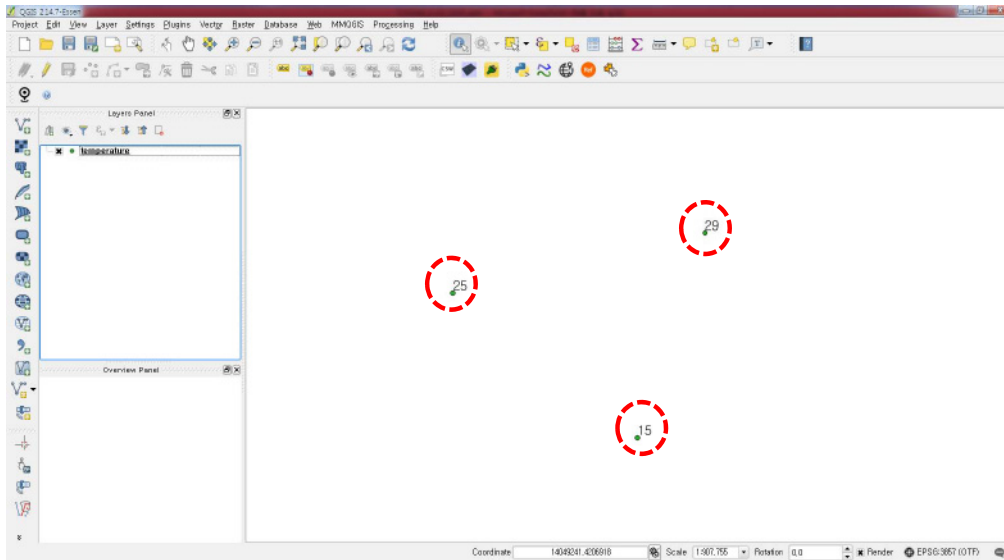 QGIS 2.14.7-Essen
Project Edit View Layer Settings Plugins Vector Raster Database Web MMQGIS Processing Help
Layers Panel
temperature
29
25
15
Overview Panel
Coordinate 14049241,4206918 Scale 1:907,755 Rotation 0,0 Render EPSG:3857 (OTF)